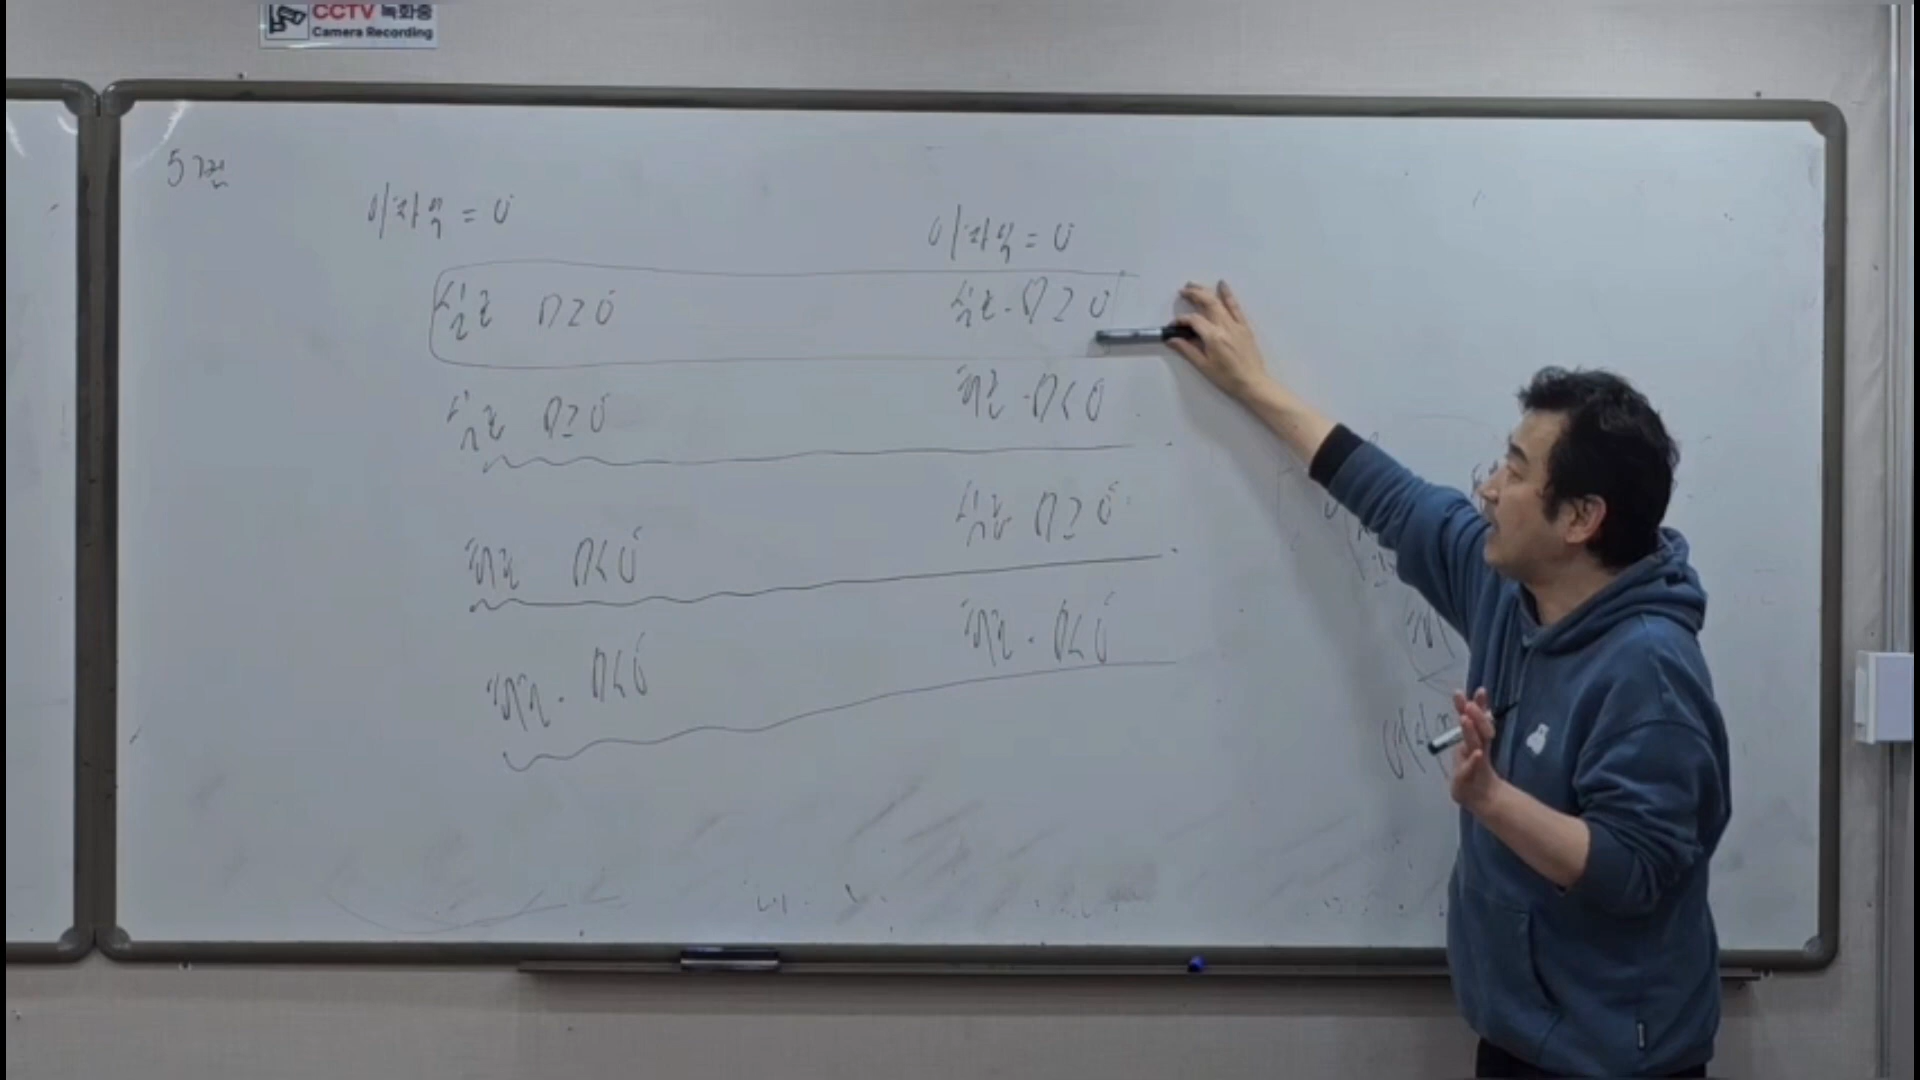 CCTV 녹화중
Camera Recording
이차식 = 0
이차식 = 0
실근 D≥0
실근 - D≥0
실근 D≥0
허근 - D<0
허근 D<0
실근 D≥0
허근 - D<0
허근 - D<0